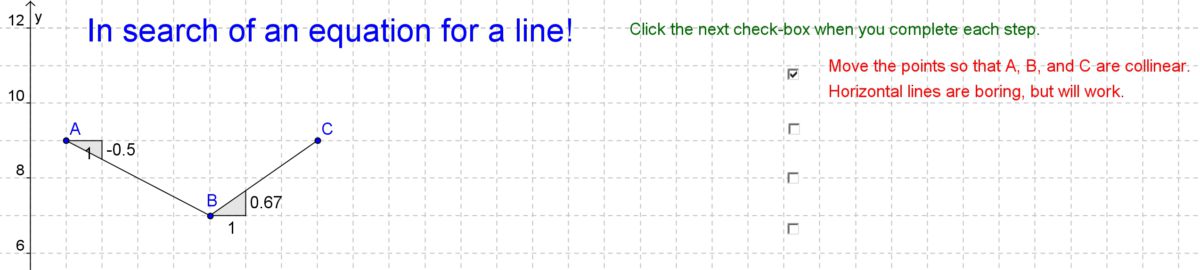 In search of an equation for a line!
Click the next check-box when you complete each step.
Move the points so that A, B, and C are collinear.
Horizontal lines are boring, but will work.
12
y
10
8
6
A
1
-0.5
B
0.67
1
C